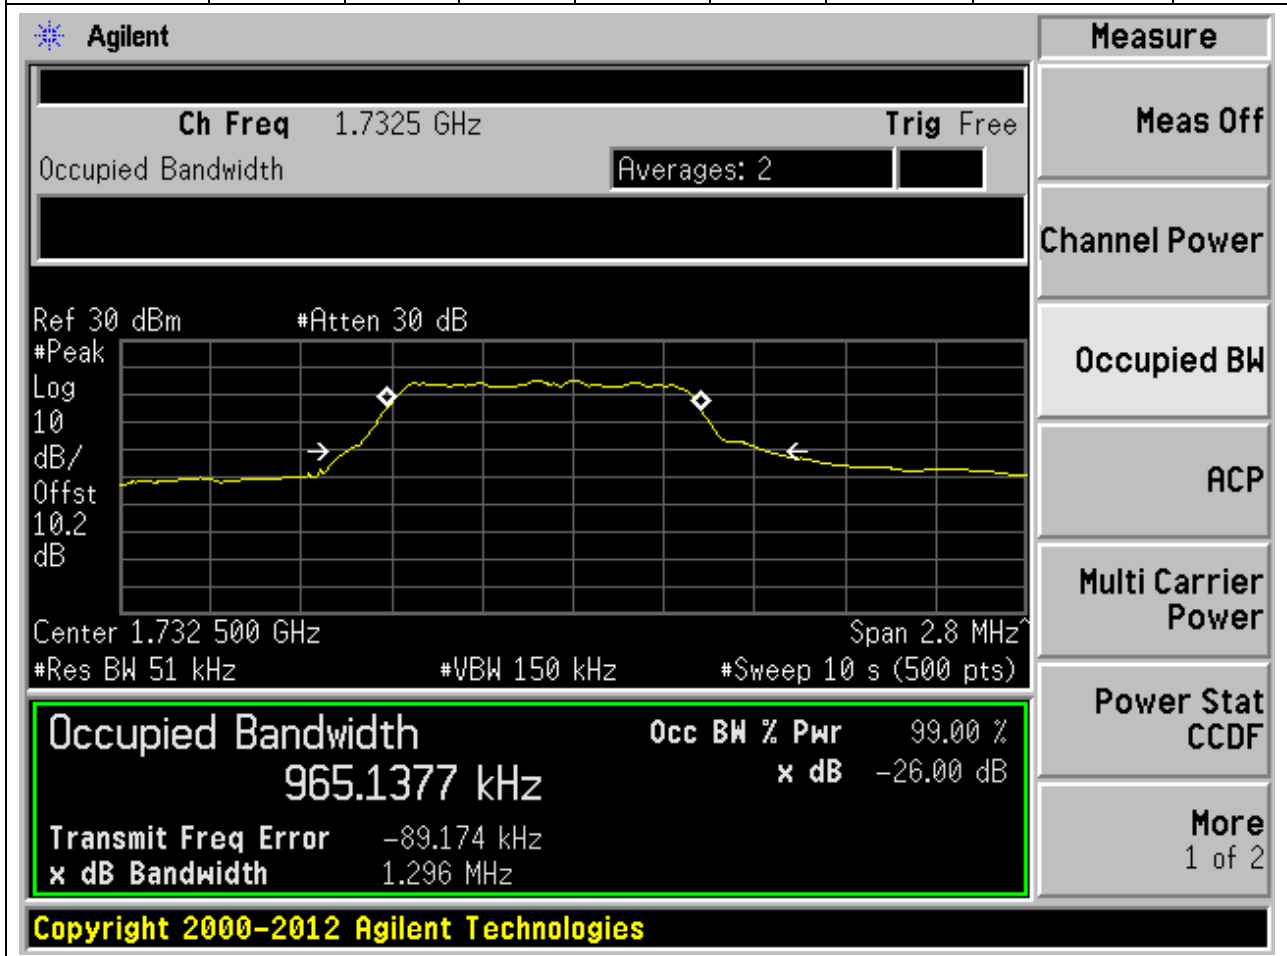 Agilent
Measure
Ch Freq 1.7325 GHz Trig Free
Occupied Bandwidth Averages: 2
Meas Off
Channel Power
Occupied BW
ACP
Multi Carrier
Power
Power Stat
CCDF
More
1 of 2
Ref 30 dBm #Atten 30 dB
#Peak
Log
10
dB/
Offst
10.2
dB
Center 1.732 500 GHz Span 2.8 MHz^
#Res BW 51 kHz #VBW 150 kHz #Sweep 10 s (500 pts)
Occupied Bandwidth Occ BW % Pwr 99.00 %
965.1377 kHz x dB -26.00 dB
Transmit Freq Error -89.174 kHz
x dB Bandwidth 1.296 MHz
Copyright 2000-2012 Agilent Technologies